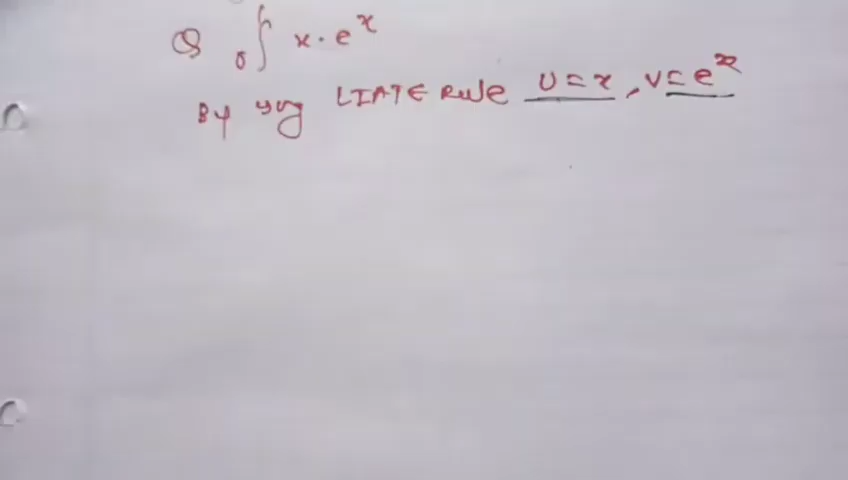 Q ₀∫ x · eˣ
By using LIATE Rule U = x, V = eˣ